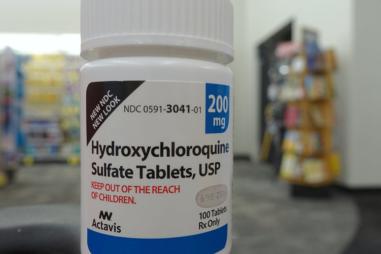 NEW NDC
NEW LOOK
NDC 0591-3041-01
200
mg
Hydroxychloroquine
Sulfate Tablets, USP
KEEP OUT OF THE REACH
OF CHILDREN.
Actavis
100 Tablets
Rx Only